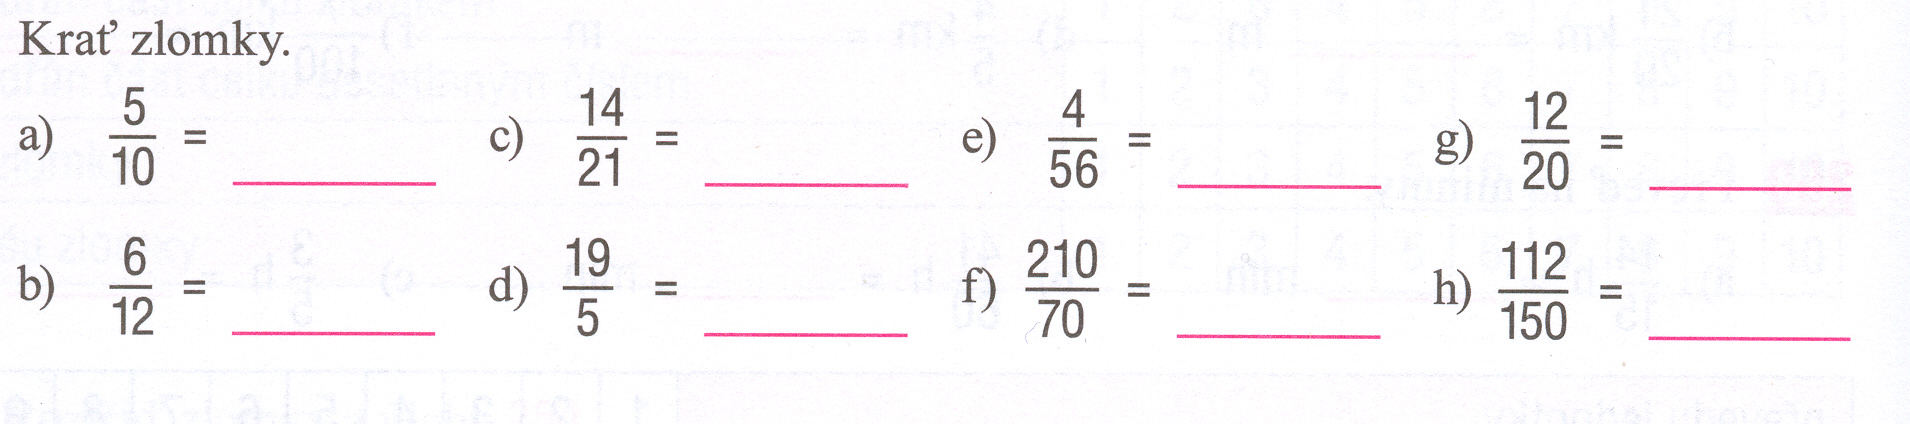 Krať zlomky.
a) 5/10 = c) 14/21 = e) 4/56 = g) 12/20 =
b) 6/12 = d) 19/5 = f) 210/70 = h) 112/150 =